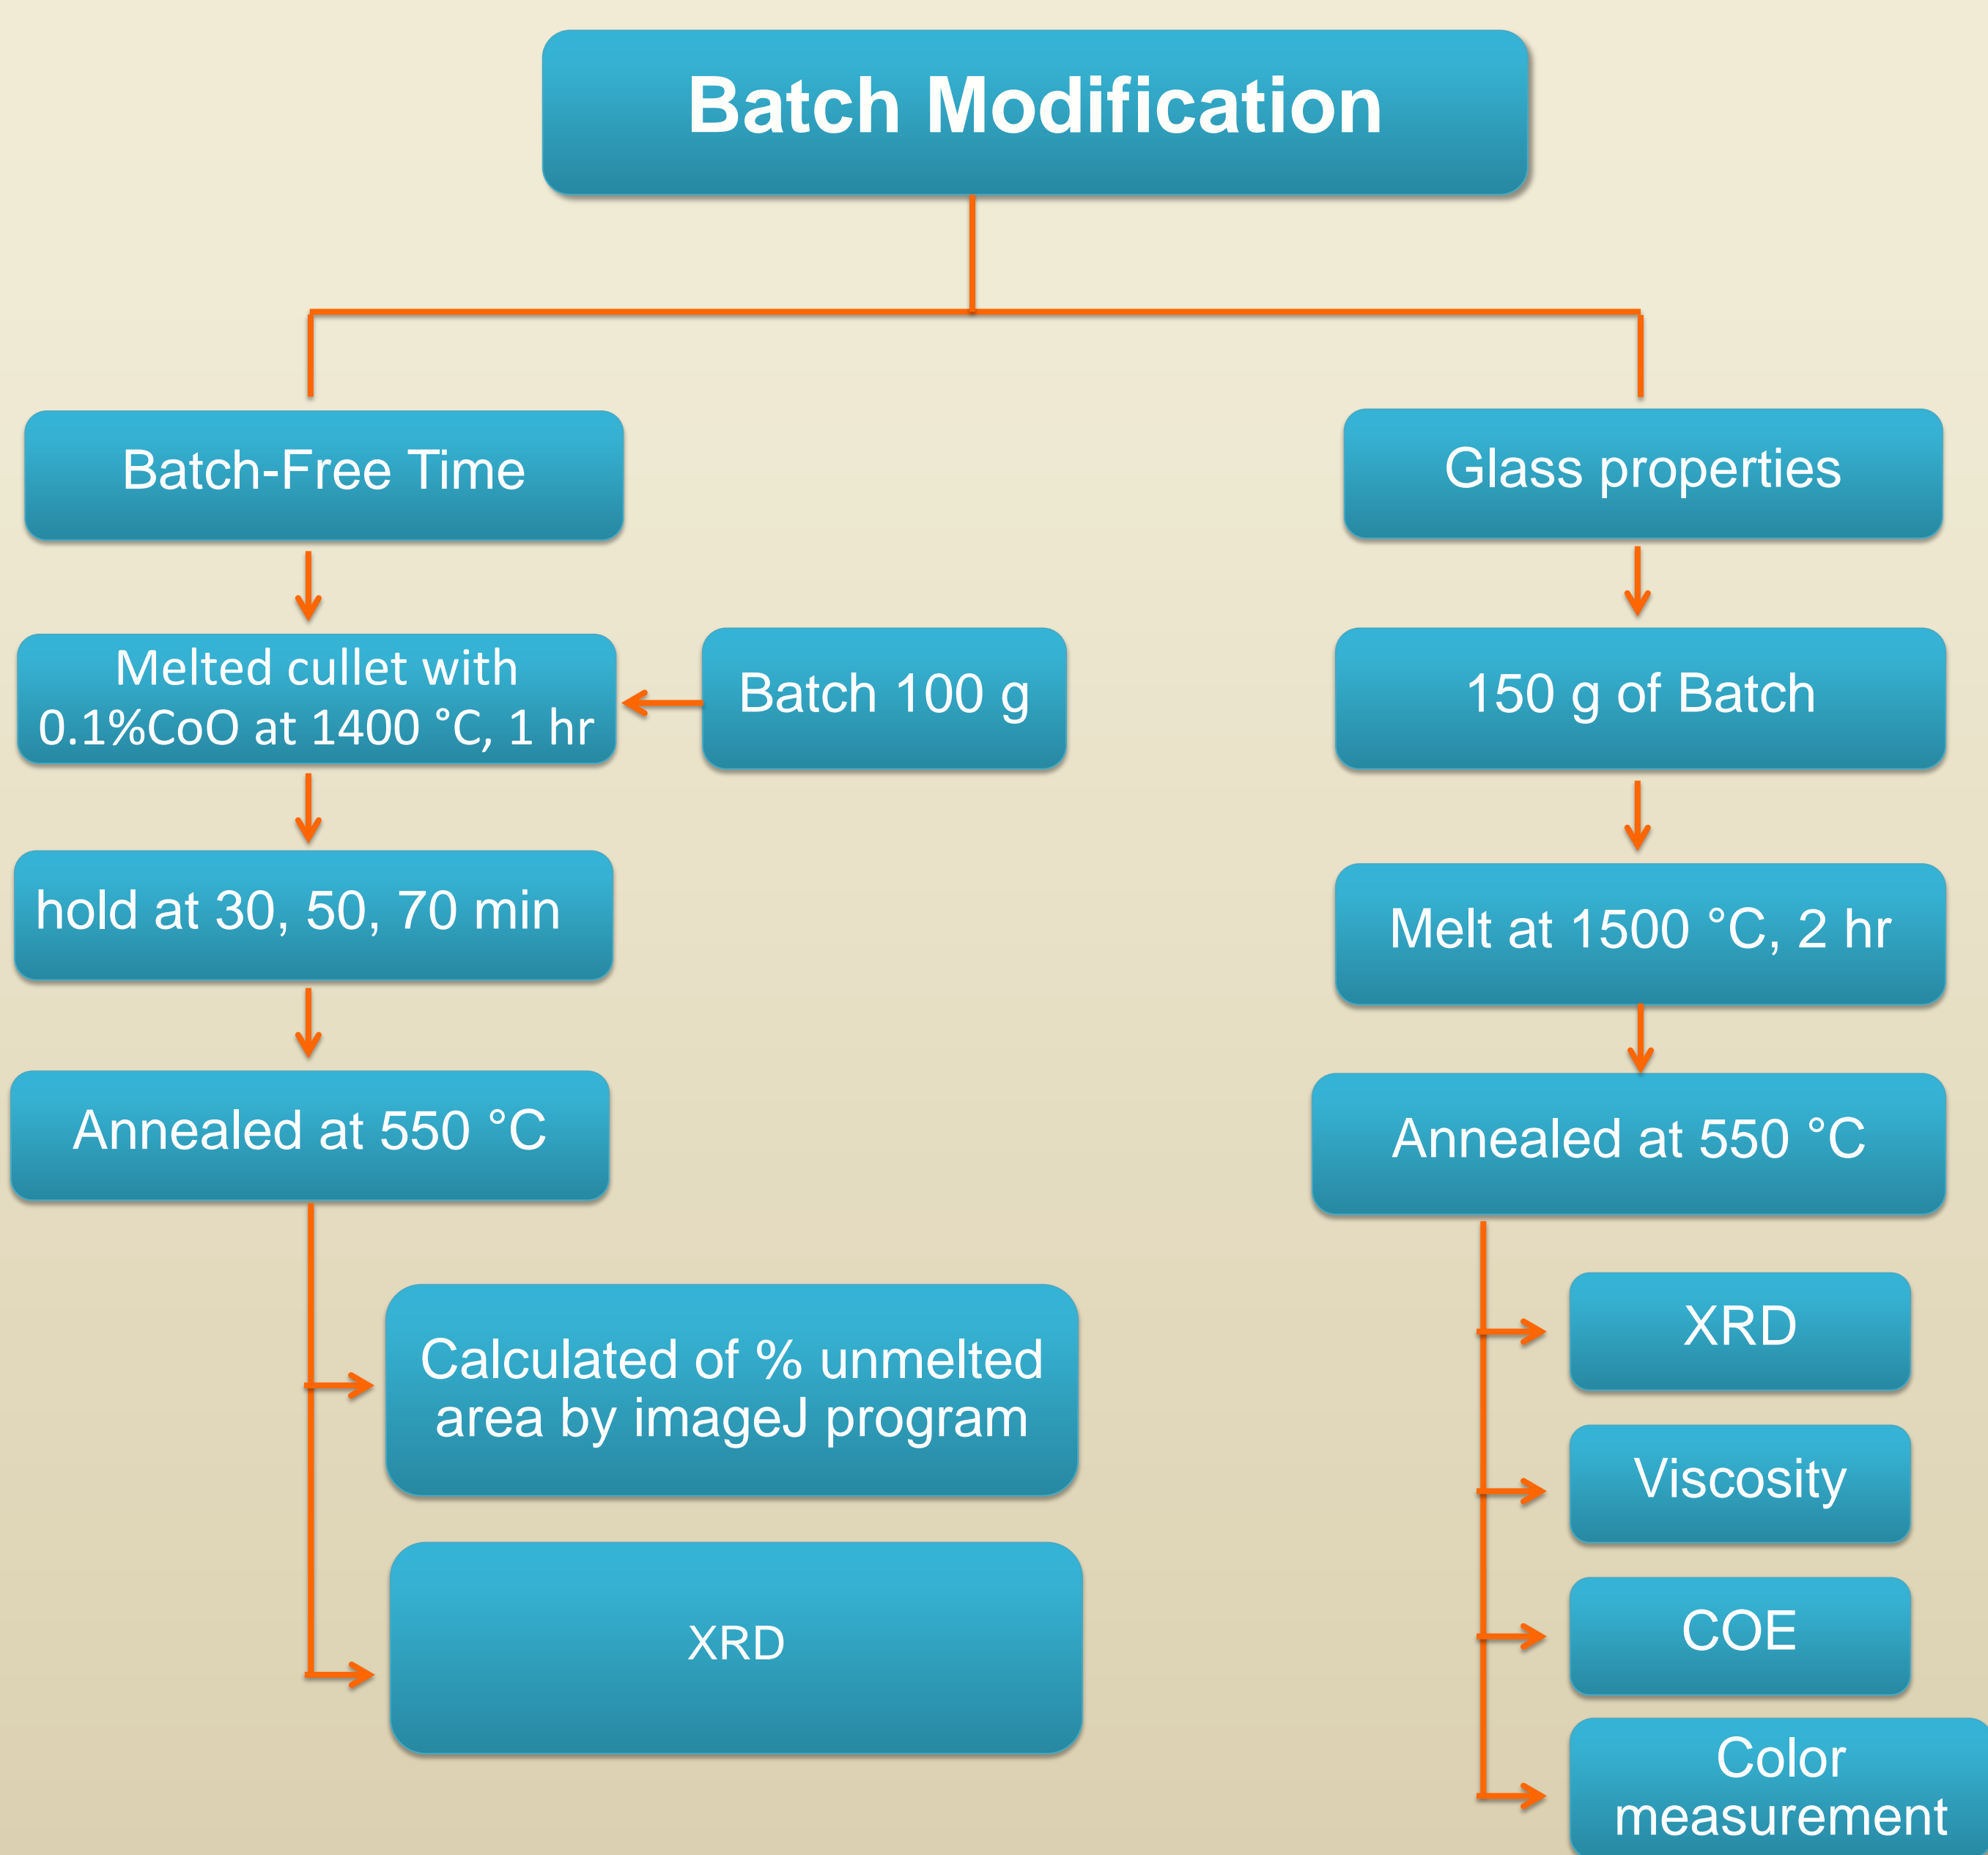 Batch Modification
Batch-Free Time
Glass properties
Melted cullet with
0.1%CoO at 1400 °C, 1 hr
Batch 100 g
150 g of Batch
hold at 30, 50, 70 min
Melt at 1500 °C, 2 hr
Annealed at 550 °C
Annealed at 550 °C
Calculated of % unmelted
area by imageJ program
XRD
XRD
Viscosity
COE
Color
measurement